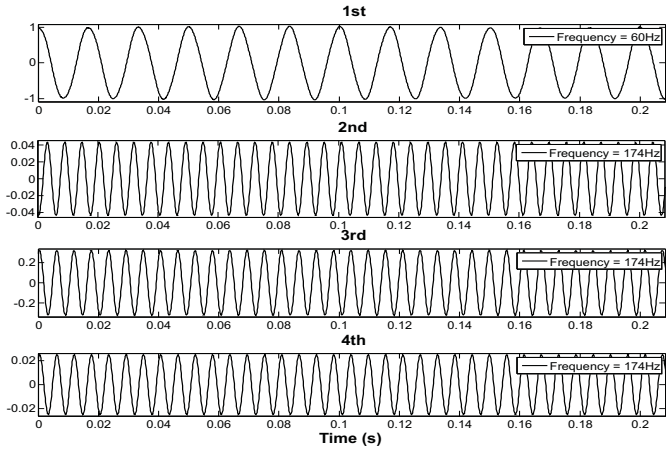 1st
1
0
-1
Frequency = 60Hz
0 0.02 0.04 0.06 0.08 0.1 0.12 0.14 0.16 0.18 0.2
2nd
0.04
0.02
0
-0.02
-0.04
Frequency = 174Hz
0 0.02 0.04 0.06 0.08 0.1 0.12 0.14 0.16 0.18 0.2
3rd
0.2
0
-0.2
Frequency = 174Hz
0 0.02 0.04 0.06 0.08 0.1 0.12 0.14 0.16 0.18 0.2
4th
0.02
0
-0.02
Frequency = 174Hz
0 0.02 0.04 0.06 0.08 0.1 0.12 0.14 0.16 0.18 0.2
Time (s)